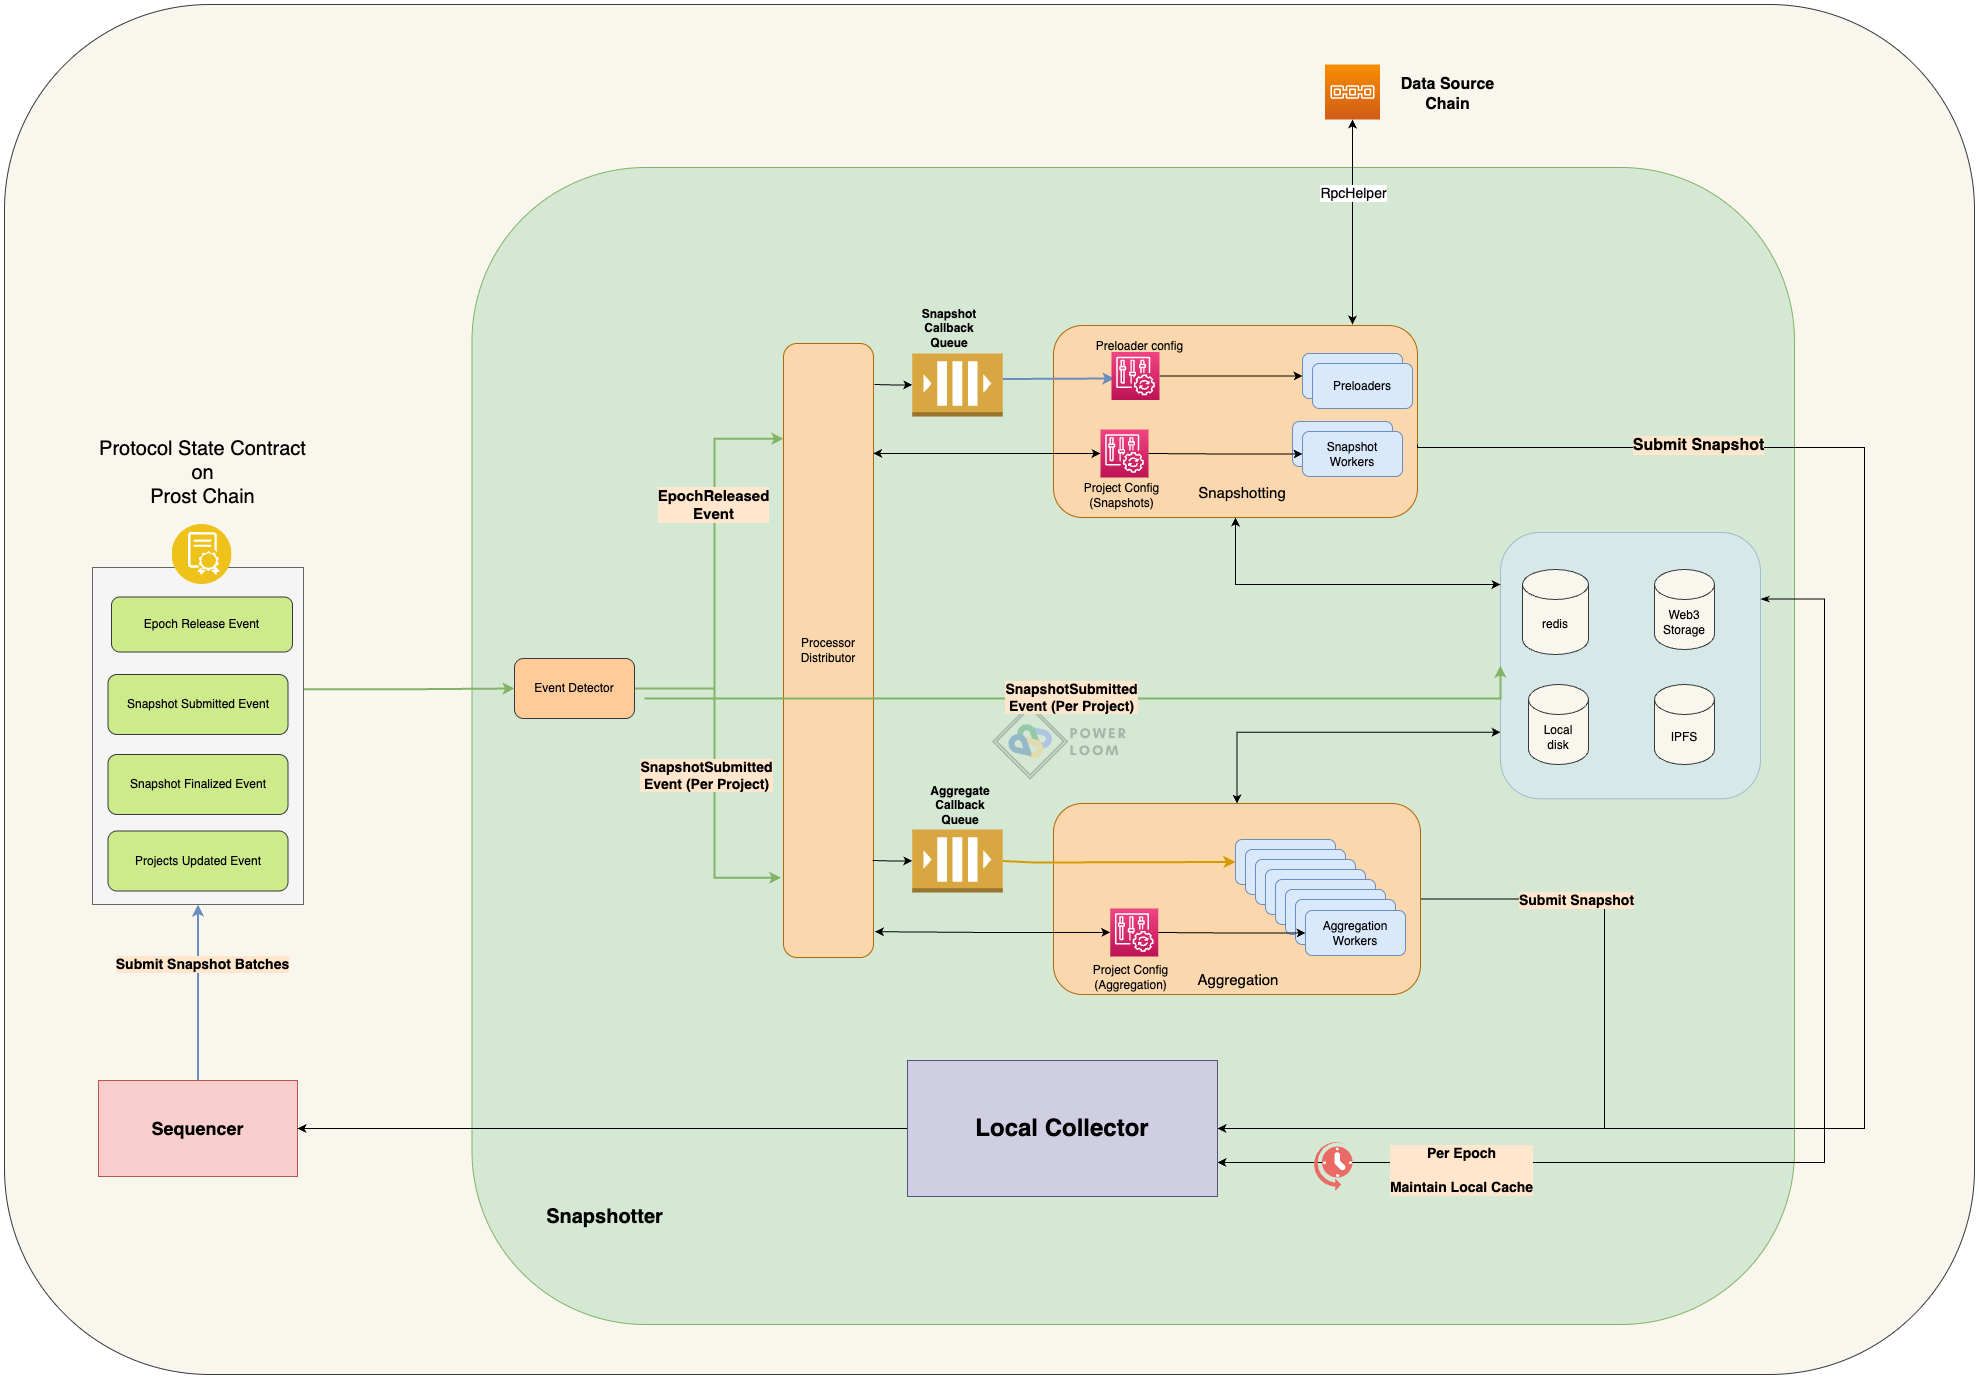 Data Source
Chain
RpcHelper
Snapshot
Callback
Queue
Preloader config
Preloaders
Snapshot
Workers
Project Config
(Snapshots)
Snapshotting
Submit Snapshot
Protocol State Contract
on
Prost Chain
EpochReleased
Event
Epoch Release Event
Snapshot Submitted Event
Snapshot Finalized Event
Projects Updated Event
Event Detector
Processor
Distributor
redis
Web3
Storage
Local
disk
IPFS
SnapshotSubmitted
Event (Per Project)
POWER
LOOM
SnapshotSubmitted
Event (Per Project)
Aggregate
Callback
Queue
Aggregation
Workers
Project Config
(Aggregation)
Aggregation
Submit Snapshot
Submit Snapshot Batches
Sequencer
Local Collector
Per Epoch
Maintain Local Cache
Snapshotter